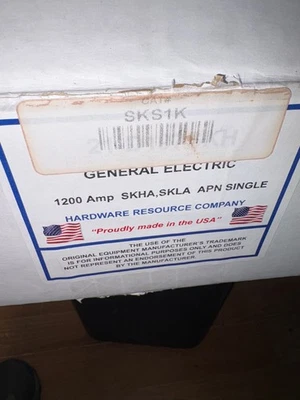 CAT#
SKS1K
GENERAL ELECTRIC
1200 Amp SKHA,SKLA APN SINGLE
HARDWARE RESOURCE COMPANY
"Proudly made in the USA"
THE USE OF THE
ORIGINAL EQUIPMENT MANUFACTURER'S TRADEMARK
IS FOR INFORMATIONAL PURPOSES ONLY AND DOES
NOT REPRESENT AN ENDORSEMENT OF THIS PRODUCT
BY THE MANUFACTURER